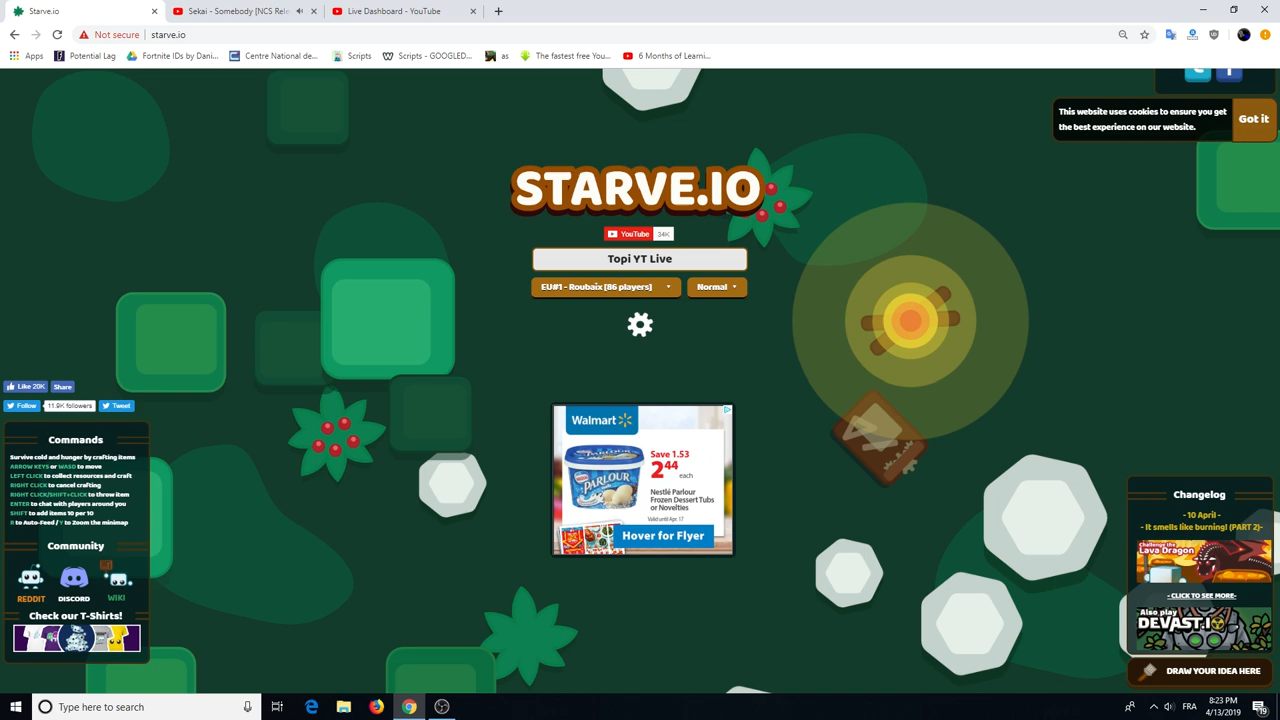 Starve.io
Sekai - Somebody [NCS Rele
Live Dashboard - YouTube
Not secure
starve.io
Apps
Potential Lag
Fortnite IDs by Dani...
Centre National de...
Scripts
Scripts - GOOGLED...
as
The fastest free You...
6 Months of Learni...
This website uses cookies to ensure you get
the best experience on our website.
Got it
STARVE.IO
YouTube 34K
Topi YT Live
EU#1 - Roubaix [86 players]
Normal
Like 20K
Share
Follow
11.9K followers
Tweet
Commands
Survive cold and hunger by crafting items
ARROW KEYS or WASD to move
LEFT CLICK to collect resources and craft
RIGHT CLICK to cancel crafting
RIGHT CLICK/SHIFT+CLICK to throw item
ENTER to chat with players around you
SHIFT to add items 10 per 10
R to Auto-Feed / Y to Zoom the minimap
Community
REDDIT
DISCORD
WIKI
Check our T-Shirts!
Walmart
Save 1.53
2 44
each
PARLOUR
Nestlé Parlour
Frozen Dessert Tubs
or Novelties
Valid until Apr. 17
Hover for Flyer
Changelog
- 10 April -
- It smells like burning! (PART 2)-
Challenge the
Lava Dragon
- CLICK TO SEE MORE-
Also play
DEVAST.IO
DRAW YOUR IDEA HERE
Type here to search
FRA
8:23 PM
4/13/2019
19